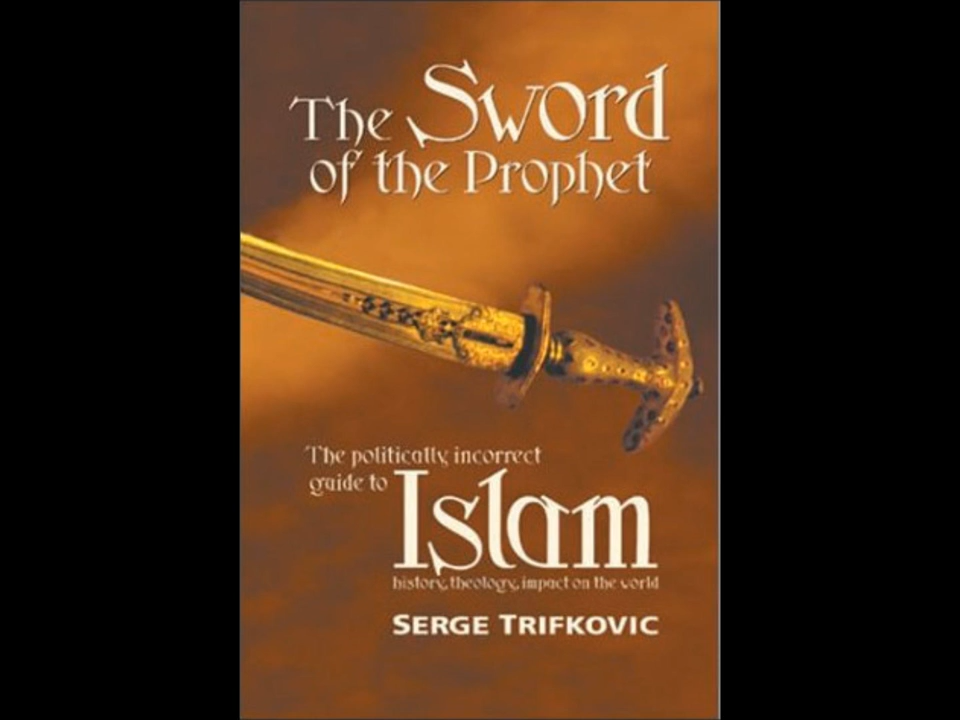 The Sword
of the Prophet
The politically incorrect
guide to
Islam
history, theology, impact on the world
SERGE TRIFKOVIC